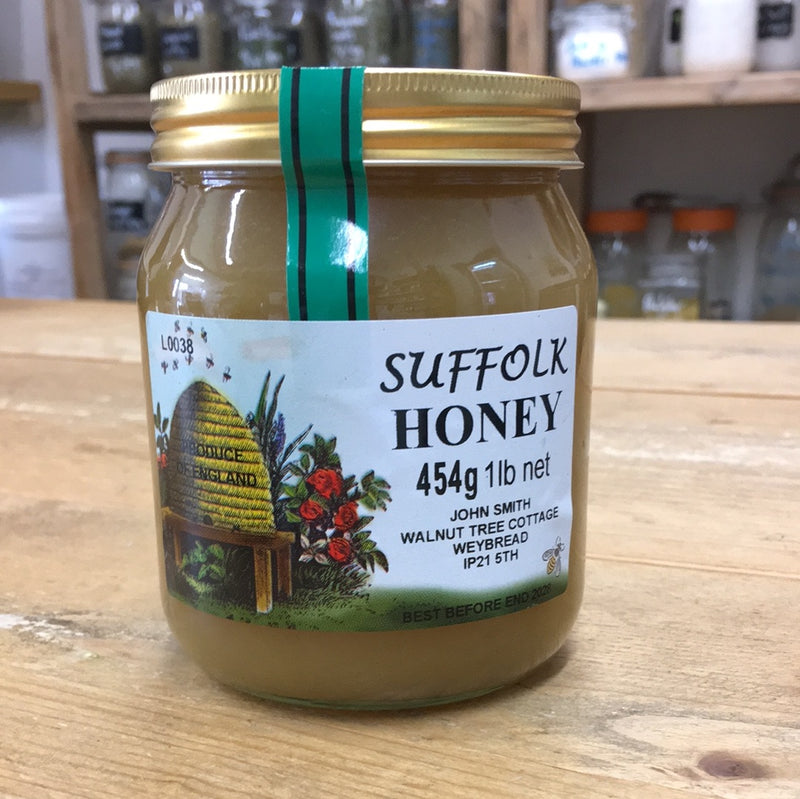 L0038
SUFFOLK
HONEY
454g 1lb net
PRODUCE
OF ENGLAND
JOHN SMITH
WALNUT TREE COTTAGE
WEYBREAD
IP21 5TH
BEST BEFORE END